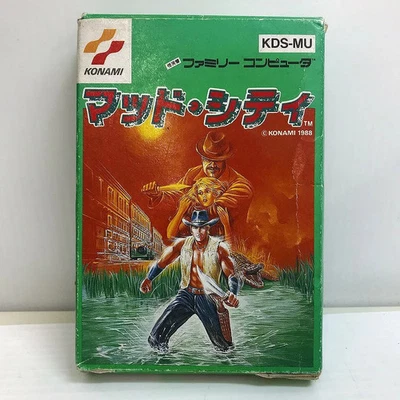 KONAMI
KDS-MU
ファミリー コンピュータ
マッド・シティ
TM
© KONAMI 1988